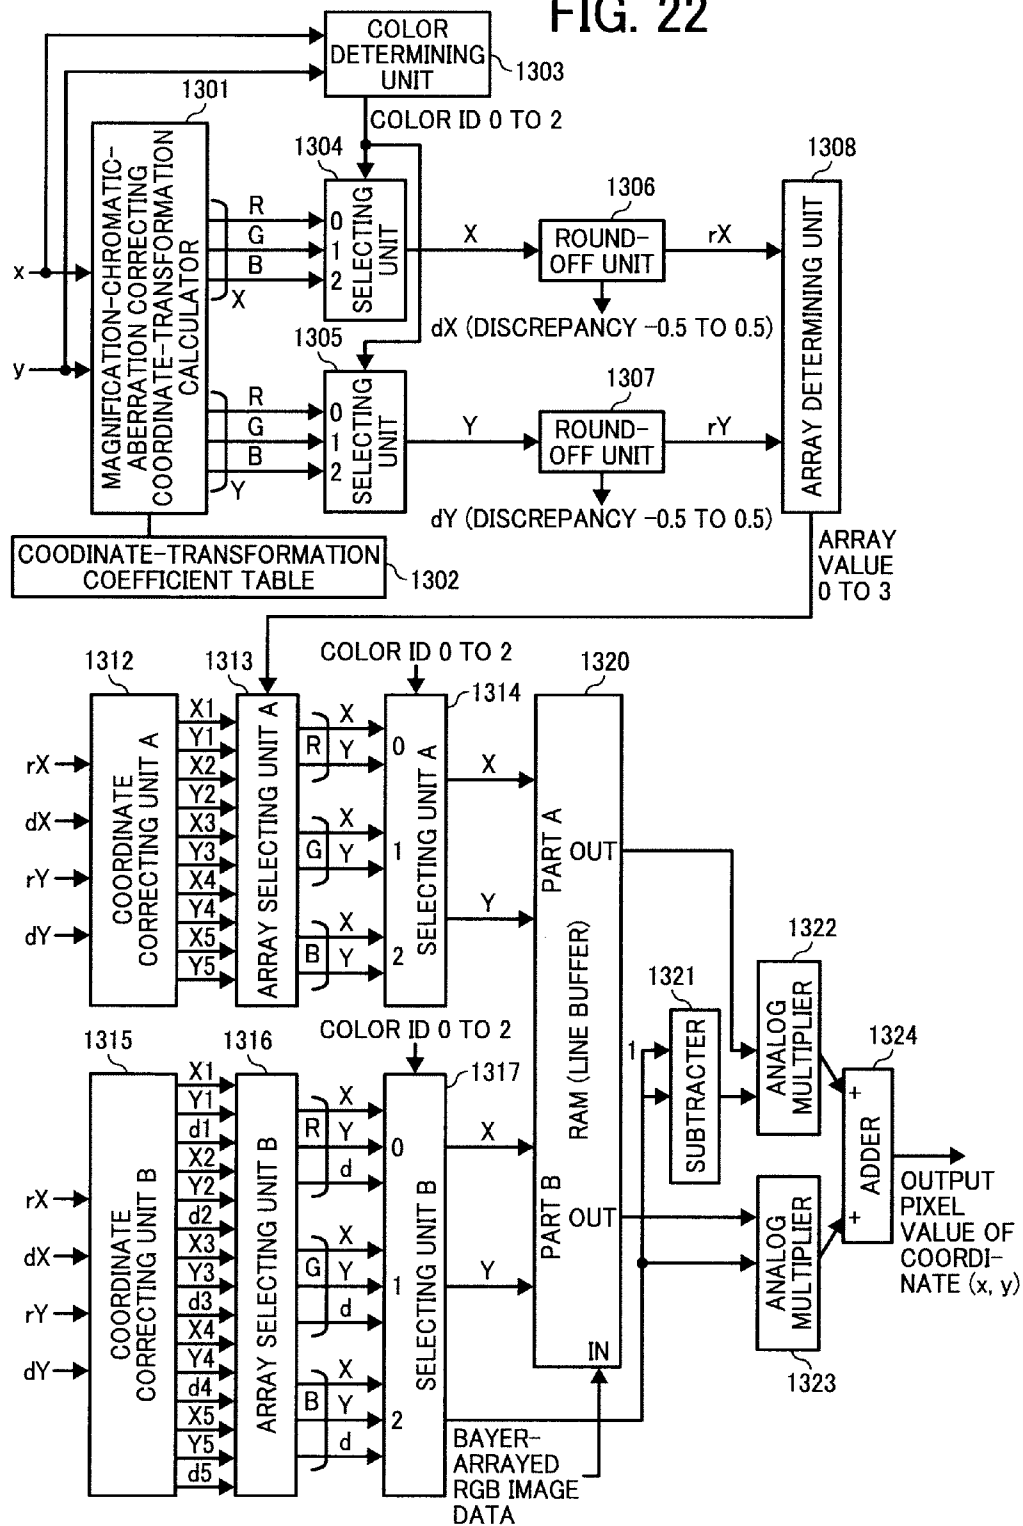 FIG. 22
COLOR
DETERMINING
UNIT
1303
COLOR ID 0 TO 2
1301
MAGNIFICATION-CHROMATIC-
ABERRATION CORRECTING
COORDINATE-TRANSFORMATION
CALCULATOR
x
y
R
G
B
X
R
G
B
Y
1304
0
1
2
SELECTING
UNIT
X
1305
0
1
2
SELECTING
UNIT
Y
1306
ROUND-
OFF UNIT
rX
dX (DISCREPANCY -0.5 TO 0.5)
1307
ROUND-
OFF UNIT
rY
dY (DISCREPANCY -0.5 TO 0.5)
1308
ARRAY DETERMINING UNIT
COODINATE-TRANSFORMATION
COEFFICIENT TABLE
1302
ARRAY
VALUE
0 TO 3
1312
rX
dX
rY
dY
COORDINATE
CORRECTING UNIT A
X1
Y1
X2
Y2
X3
Y3
X4
Y4
X5
Y5
1313
ARRAY SELECTING UNIT A
R
X
Y
G
X
Y
B
X
Y
COLOR ID 0 TO 2
1314
0
1
2
SELECTING UNIT A
X
Y
1320
PART A
OUT
RAM (LINE BUFFER)
PART B
OUT
IN
1315
rX
dX
rY
dY
COORDINATE
CORRECTING UNIT B
X1
Y1
d1
X2
Y2
d2
X3
Y3
d3
X4
Y4
d4
X5
Y5
d5
1316
ARRAY SELECTING UNIT B
R
X
Y
d
G
X
Y
d
B
X
Y
d
COLOR ID 0 TO 2
1317
0
1
2
SELECTING UNIT B
X
Y
BAYER-
ARRAYED
RGB IMAGE
DATA
1
1321
SUBTRACTER
1322
ANALOG
MULTIPLIER
1323
ANALOG
MULTIPLIER
1324
+
+
ADDER
OUTPUT
PIXEL
VALUE OF
COORDI-
NATE (x, y)